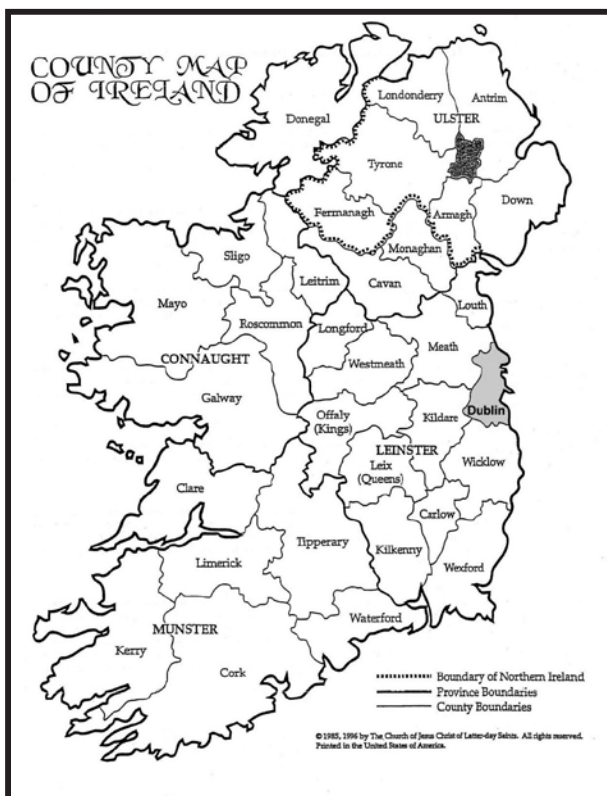 COUNTY MAP
OF IRELAND
Londonderry
Antrim
Donegal
ULSTER
Tyrone
Down
Fermanagh
Armagh
Monaghan
Sligo
Leitrim
Cavan
Mayo
Louth
Roscommon
Longford
Meath
CONNAUGHT
Westmeath
Galway
Offaly
(Kings)
Kildare
Dublin
LEINSTER
Leix
(Queens)
Wicklow
Clare
Carlow
Tipperary
Kilkenny
Limerick
Wexford
Waterford
MUNSTER
Kerry
Cork
Boundary of Northern Ireland
Province Boundaries
County Boundaries
© 1985, 1996 by The Church of Jesus Christ of Latter-day Saints. All rights reserved.
Printed in the United States of America.